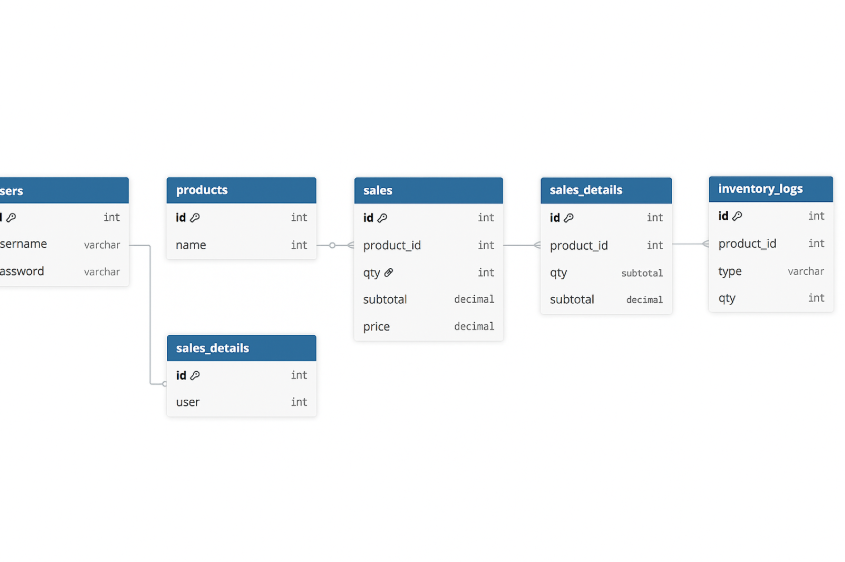 sers
int
sername varchar
assword varchar
products
id int
name int
sales_details
id int
user int
sales
id int
product_id int
qty int
subtotal decimal
price decimal
sales_details
id int
product_id int
qty subtotal
subtotal decimal
inventory_logs
id int
product_id int
type varchar
qty int